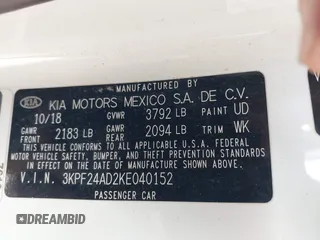 KIA KIA MOTORS MEXICO S.A. DE C.V.
10/18 GVWR 3792 LB PAINT UD
GAWR FRONT 2183 LB GAWR REAR 2094 LB TRIM WK
THIS VEHICLE CONFORMS TO ALL APPLICABLE U.S.A. FEDERAL
MOTOR VEHICLE SAFETY, BUMPER, AND THEFT PREVENTION
STANDARDS IN EFFECT ON THE DATE OF MANUFACTURE SHOWN ABOVE.
V.I.N. 3KPF24AD2KE040152
PASSENGER CAR
DREAMBID